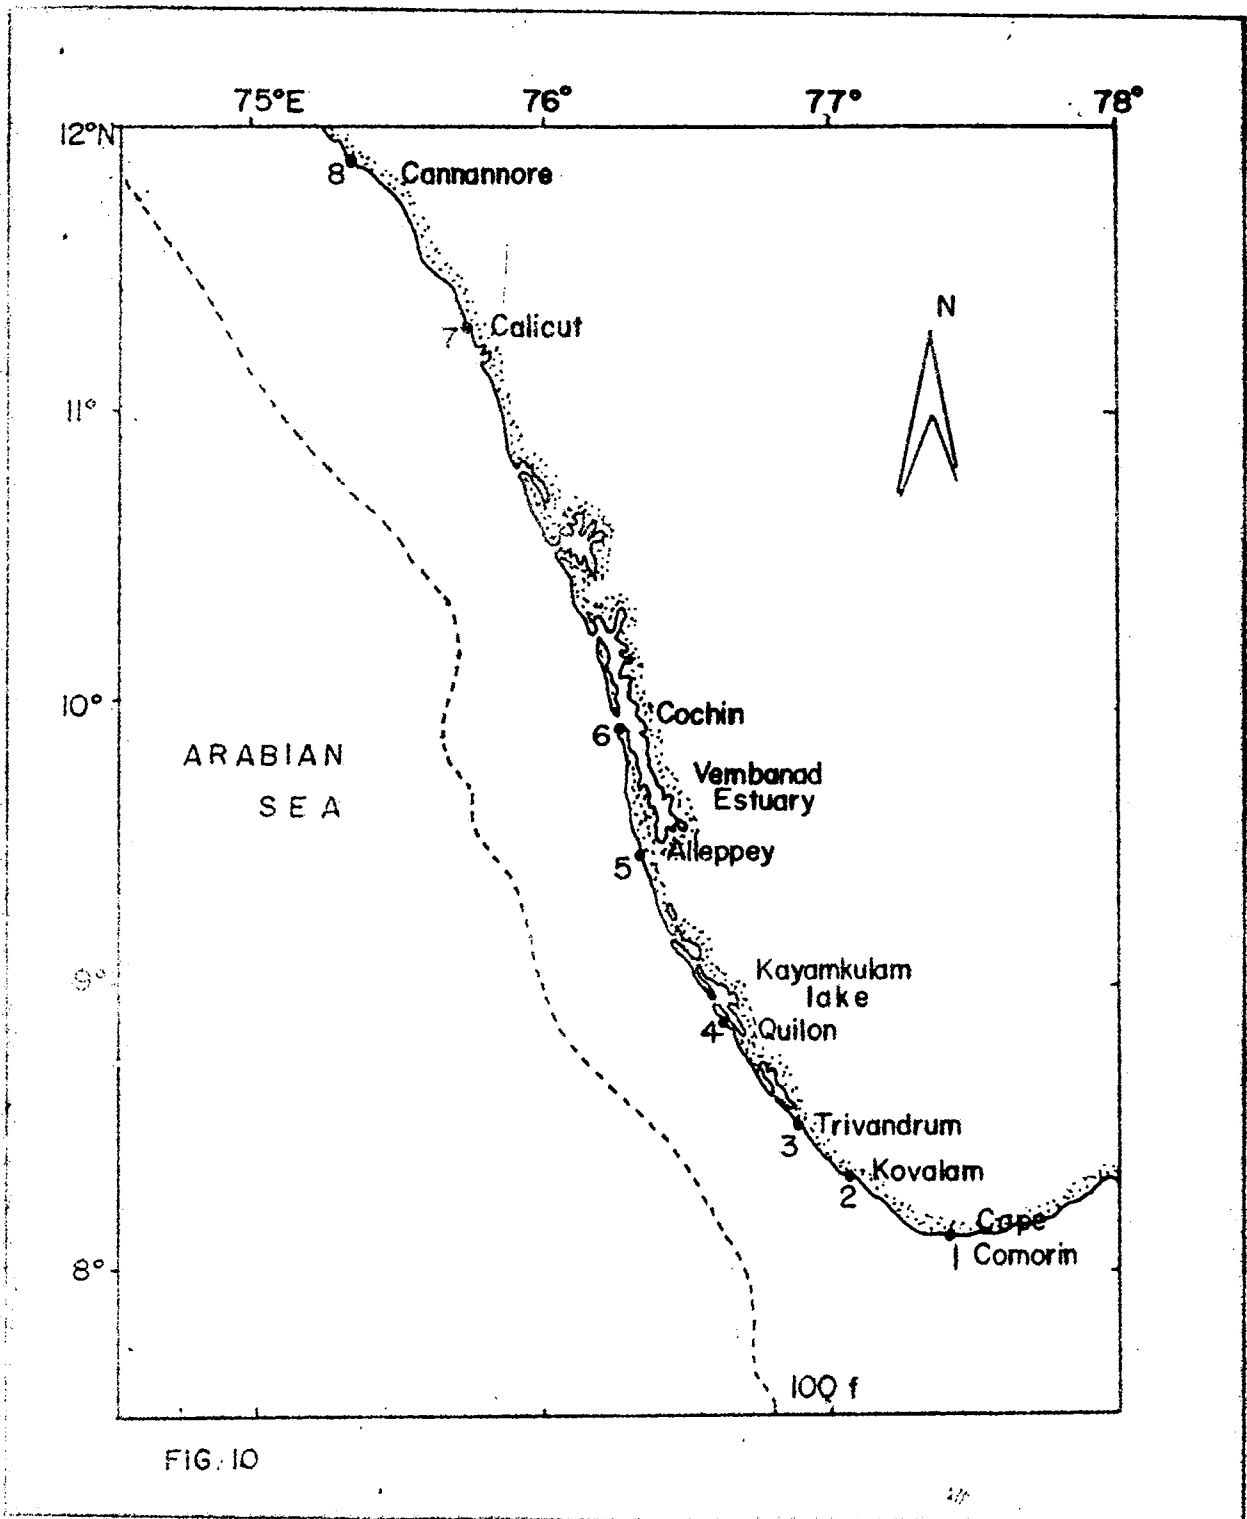 75°E 76° 77° 78°
12°N
8 Cannannore
N
7 Calicut
11°
10°
Cochin
6
ARABIAN
SEA
Vembanad
Estuary
5 Alleppey
9°
Kayamkulam
lake
4 Quilon
3 Trivandrum
2 Kovalam
Cape
1 Comorin
8°
100 f
FIG. 10